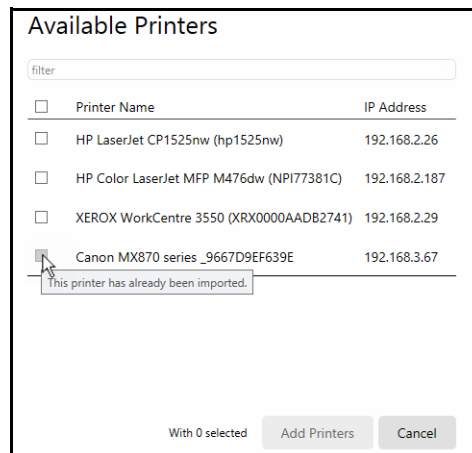 Available Printers
filter
Printer Name IP Address
HP LaserJet CP1525nw (hp1525nw) 192.168.2.26
HP Color LaserJet MFP M476dw (NPI77381C) 192.168.2.187
XEROX WorkCentre 3550 (XRX0000AADB2741) 192.168.2.29
Canon MX870 series _9667D9EF639E 192.168.3.67
This printer has already been imported.
With 0 selected Add Printers Cancel